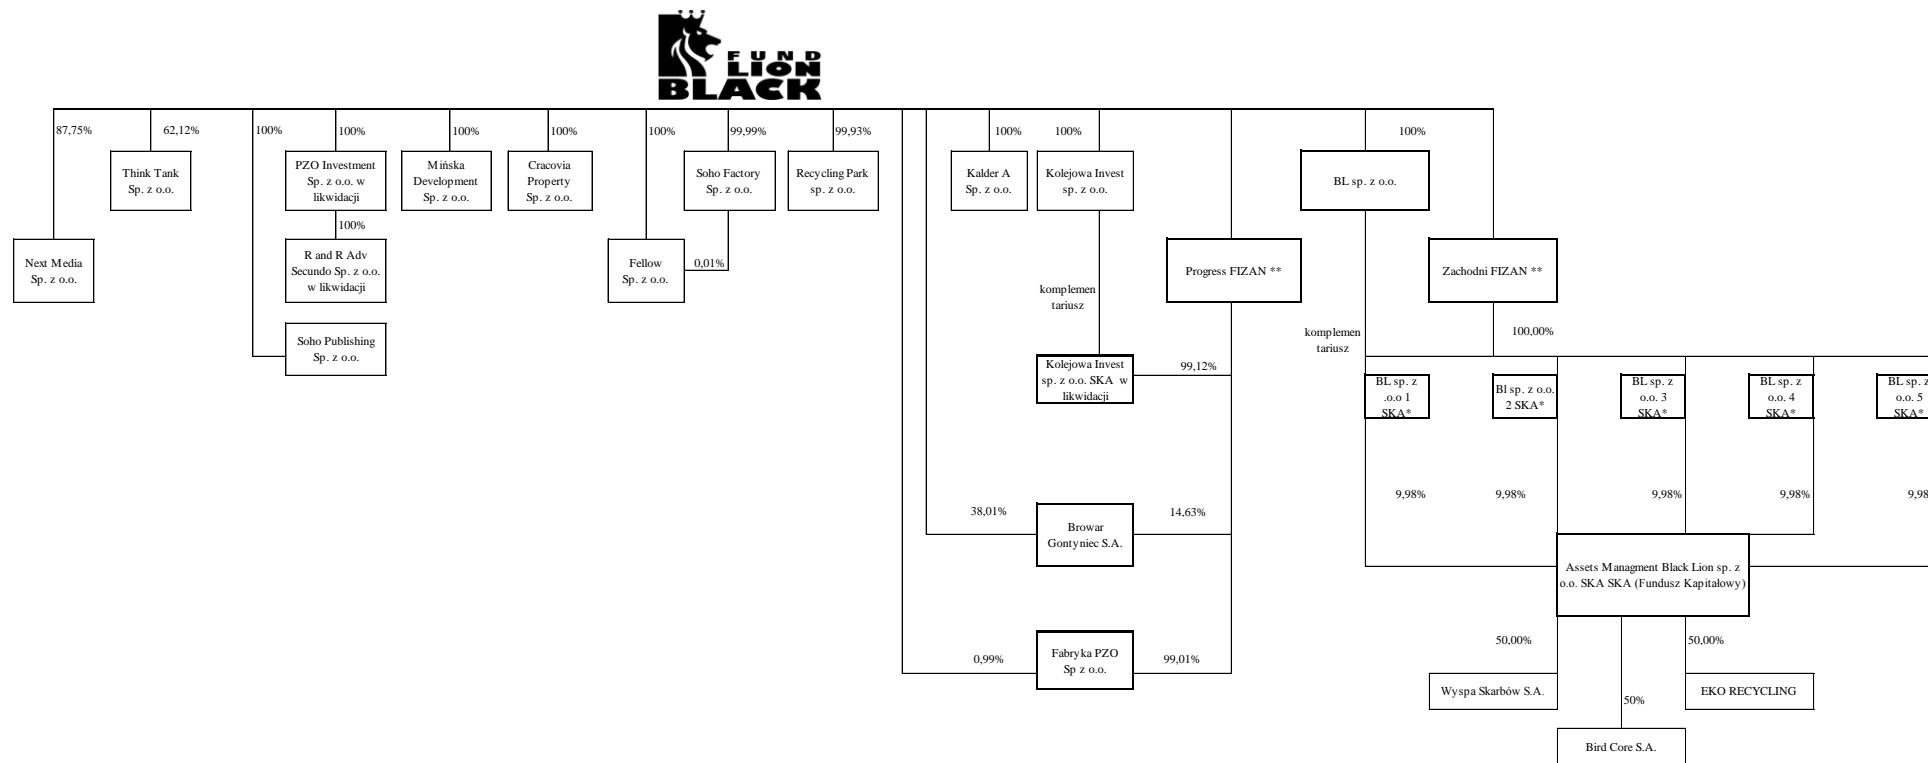 FUND
LION
BLACK
87,75%
62,12%
100%
100%
100%
100%
100%
99,99%
99,93%
100%
100%
100%
Think Tank
Sp. z o.o.
PZO Investment
Sp. z o.o. w
likwidacji
Mińska
Development
Sp. z o.o.
Cracovia
Property
Sp. z o.o.
Soho Factory
Sp. z o.o.
Recycling Park
sp. z o.o.
Kalder A
Sp. z o.o.
Kolejowa Invest
sp. z o.o.
BL sp. z o.o.
100%
Next Media
Sp. z o.o.
R and R Adv
Secundo Sp. z o.o.
w likwidacji
Fellow
Sp. z o.o.
0,01%
Progress FIZAN **
Zachodni FIZAN **
komplemen
tariusz
Soho Publishing
Sp. z o.o.
komplemen
tariusz
100,00%
Kolejowa Invest
sp. z o.o. SKA w
likwidacji
99,12%
BL sp. z
.o.o 1
SKA*
Bl sp. z o.o.
2 SKA*
BL sp. z
o.o. 3
SKA*
BL sp. z
o.o. 4
SKA*
BL sp. z
o.o. 5
SKA*
9,98%
9,98%
9,98%
9,98%
9,98
38,01%
Browar
Gontyniec S.A.
14,63%
Assets Managment Black Lion sp. z
o.o. SKA SKA (Fundusz Kapitałowy)
0,99%
Fabryka PZO
Sp z o.o.
99,01%
50,00%
50,00%
Wyspa Skarbów S.A.
50%
EKO RECYCLING
Bird Core S.A.